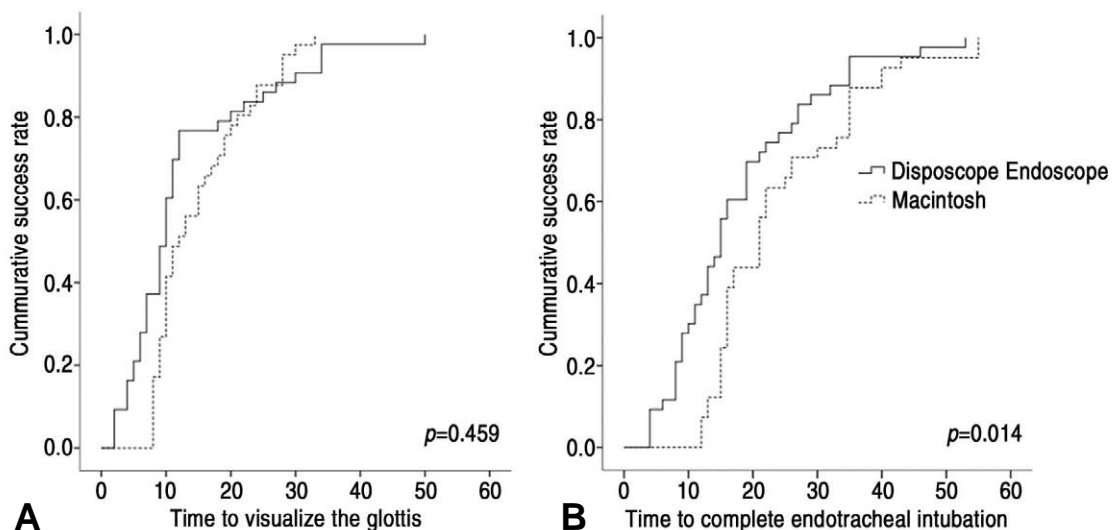 Cummurative success rate
1.0
0.8
0.6
0.4
0.2
0.0
p=0.459
0 10 20 30 40 50 60
Time to visualize the glottis
A
Cummurative success rate
1.0
0.8
0.6
0.4
0.2
0.0
Disposcope Endoscope
Macintosh
p=0.014
0 10 20 30 40 50 60
Time to complete endotracheal intubation
B